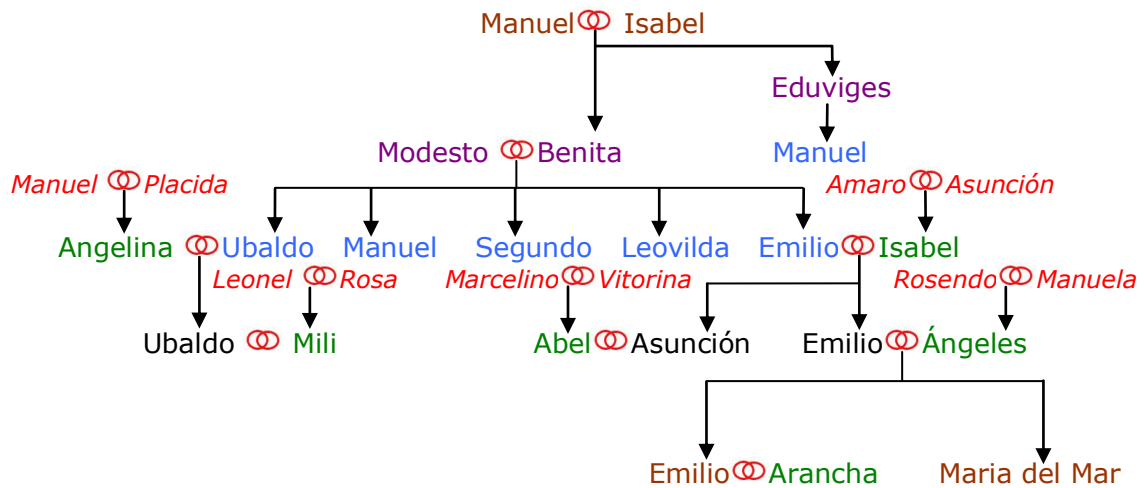 Manuel Isabel
Eduviges
Modesto Benita Manuel
Manuel Placida Amaro Asunción
Angelina Ubaldo Manuel Segundo Leovilda Emilio Isabel
Leonel Rosa Marcelino Vitorina Rosendo Manuela
Ubaldo Mili Abel Asunción Emilio Ángeles
Emilio Arancha Maria del Mar